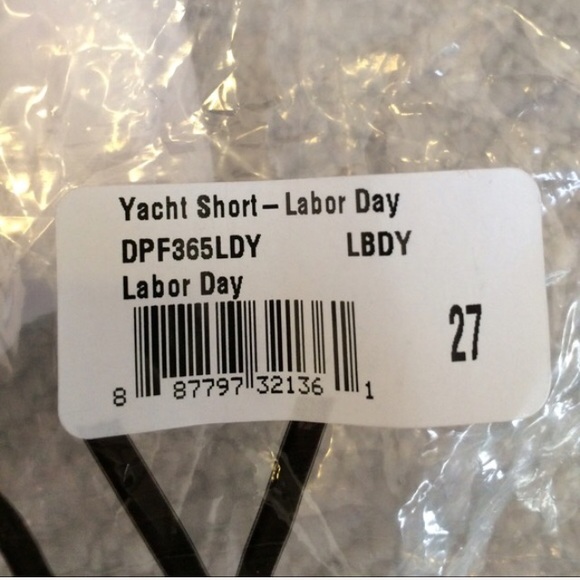 Yacht Short – Labor Day
DPF365LDY LBDY
Labor Day
27
8 87797 32136 1